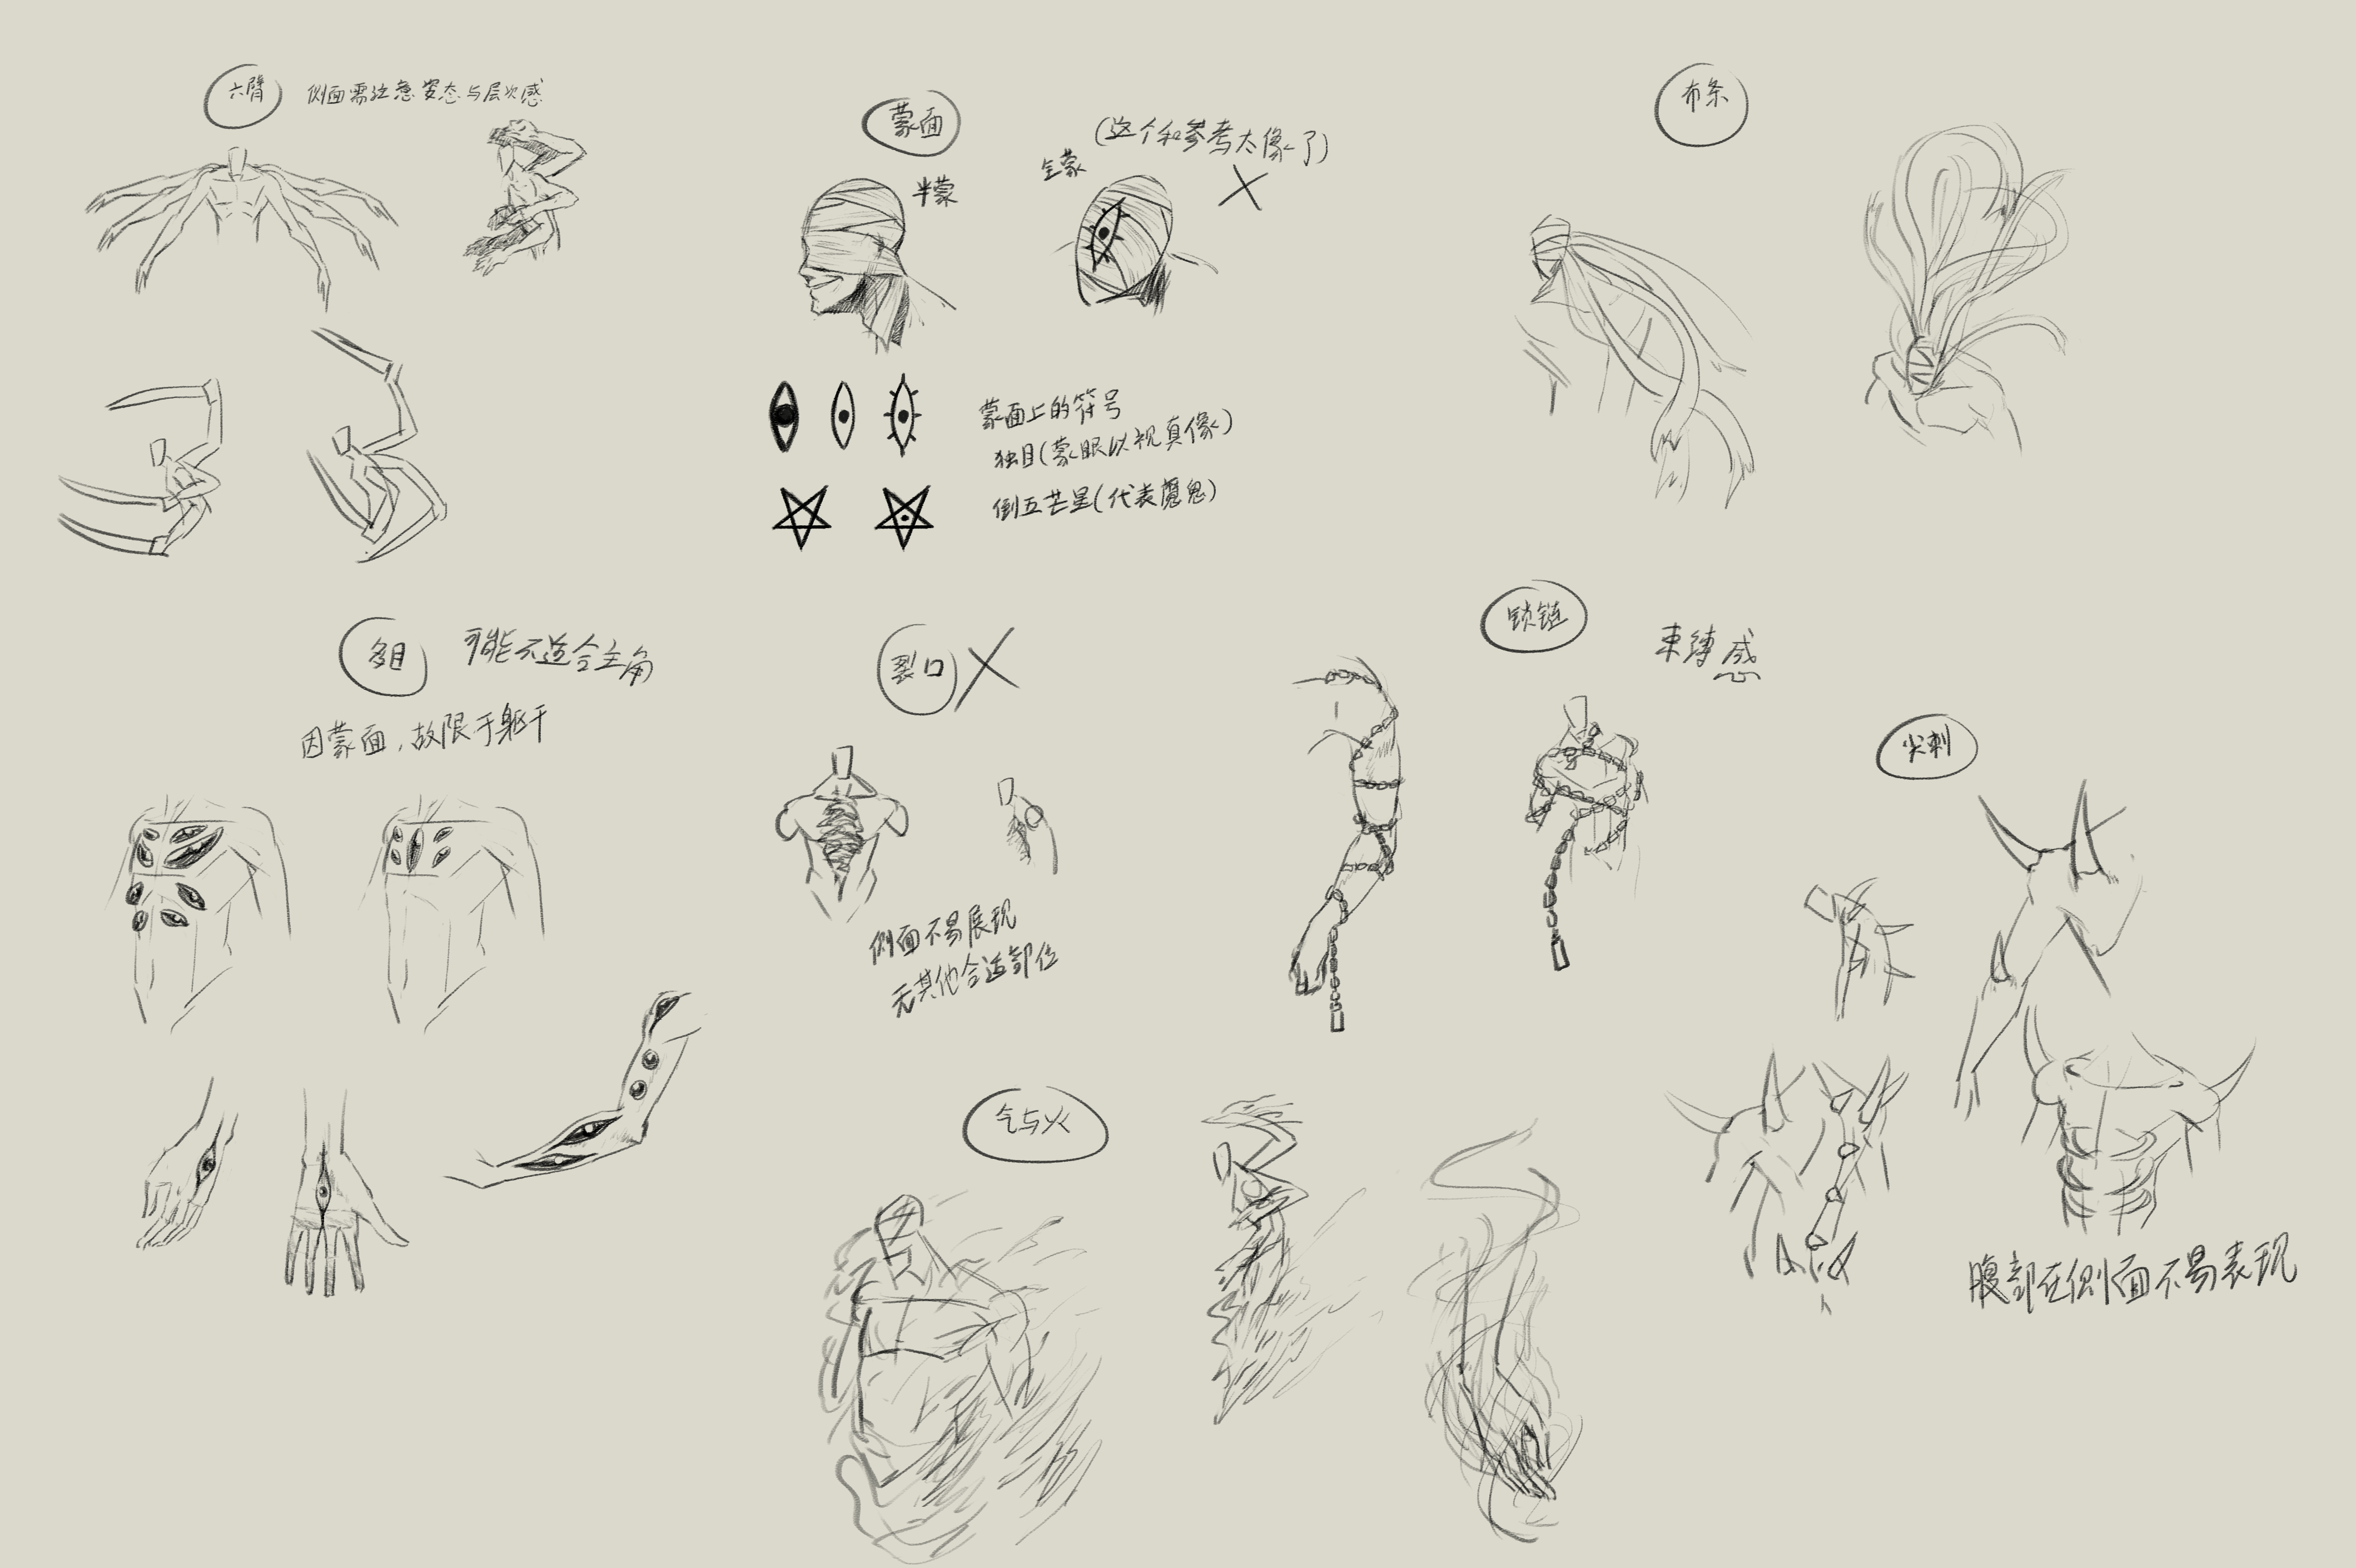 六臂
侧面需注意姿态与层次感
蒙面
半蒙
全蒙
(这个和参考太像了)
蒙面上的符号
独目(蒙眼以视真像)
倒五芒星(代表魔鬼)
布条
多目
可能不适合主角
因蒙面,故限于躯干
裂口
侧面不易展现
无其他合适部位
锁链
束缚感
尖刺
腹部在侧面不易表现
气与火